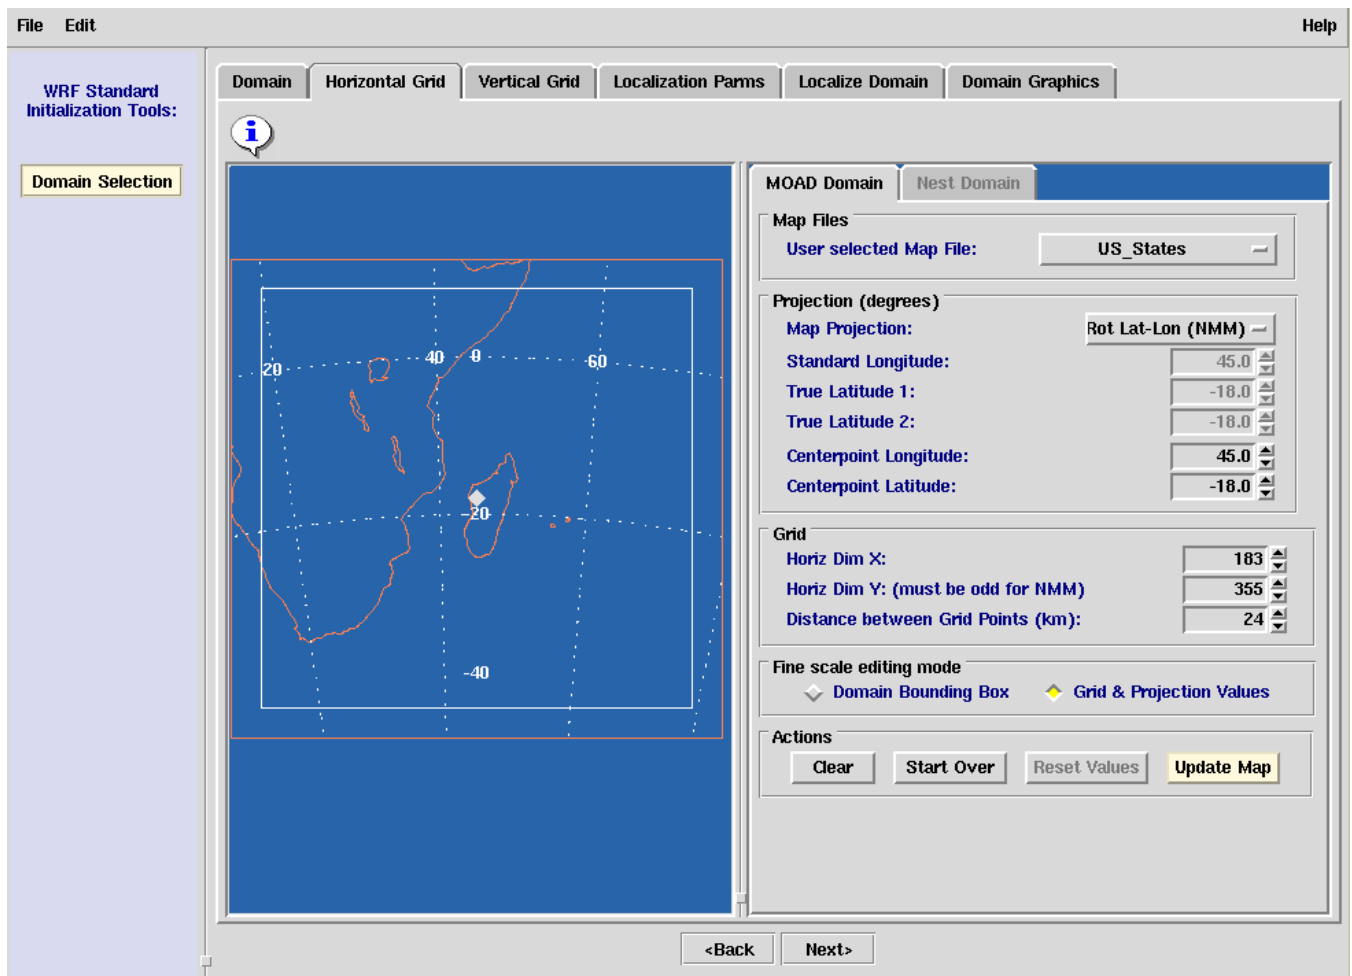 File Edit Help
WRF Standard
Initialization Tools:
Domain Selection
Domain Horizontal Grid Vertical Grid Localization Parms Localize Domain Domain Graphics
i
20 40 0 60
-20
-40
MOAD Domain Nest Domain
Map Files
User selected Map File: US_States
Projection (degrees)
Map Projection: Rot Lat-Lon (NMM)
Standard Longitude: 45.0
True Latitude 1: -18.0
True Latitude 2: -18.0
Centerpoint Longitude: 45.0
Centerpoint Latitude: -18.0
Grid
Horiz Dim X: 183
Horiz Dim Y: (must be odd for NMM) 355
Distance between Grid Points (km): 24
Fine scale editing mode
Domain Bounding Box Grid & Projection Values
Actions
Clear Start Over Reset Values Update Map
<Back Next>